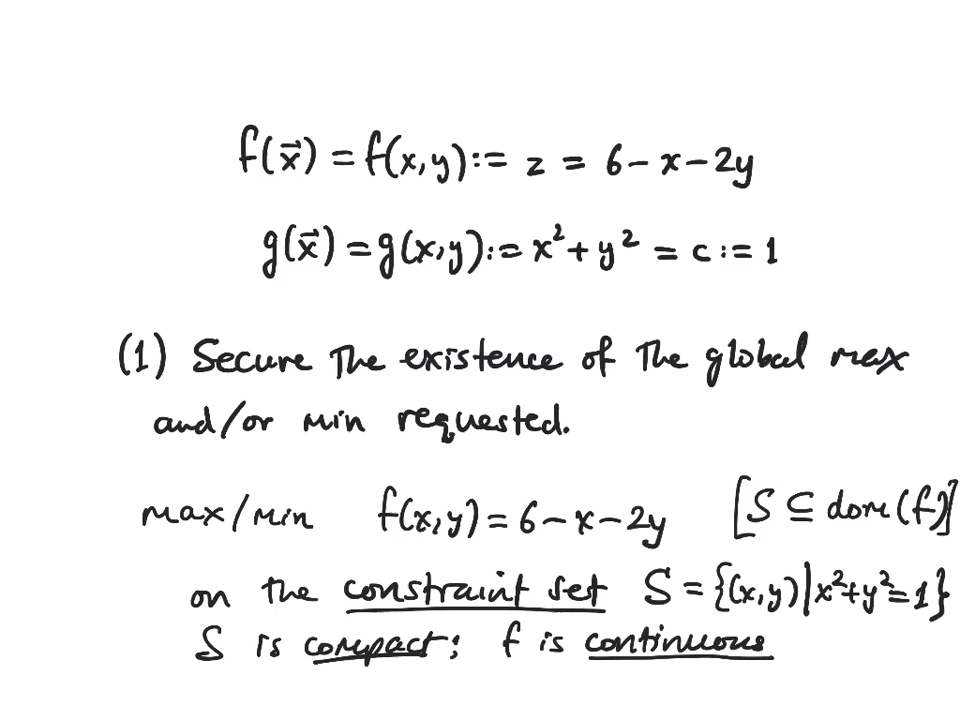 f(x⃗) = f(x,y) := z = 6 - x - 2y
g(x⃗) = g(x,y) := x² + y² = c := 1
(1) Secure the existence of the global max
and/or min requested.
max/min f(x,y) = 6 - x - 2y [S ⊆ dom(f)]
on the constraint set S = {(x,y) | x²+y²=1}
S is compact; f is continuous